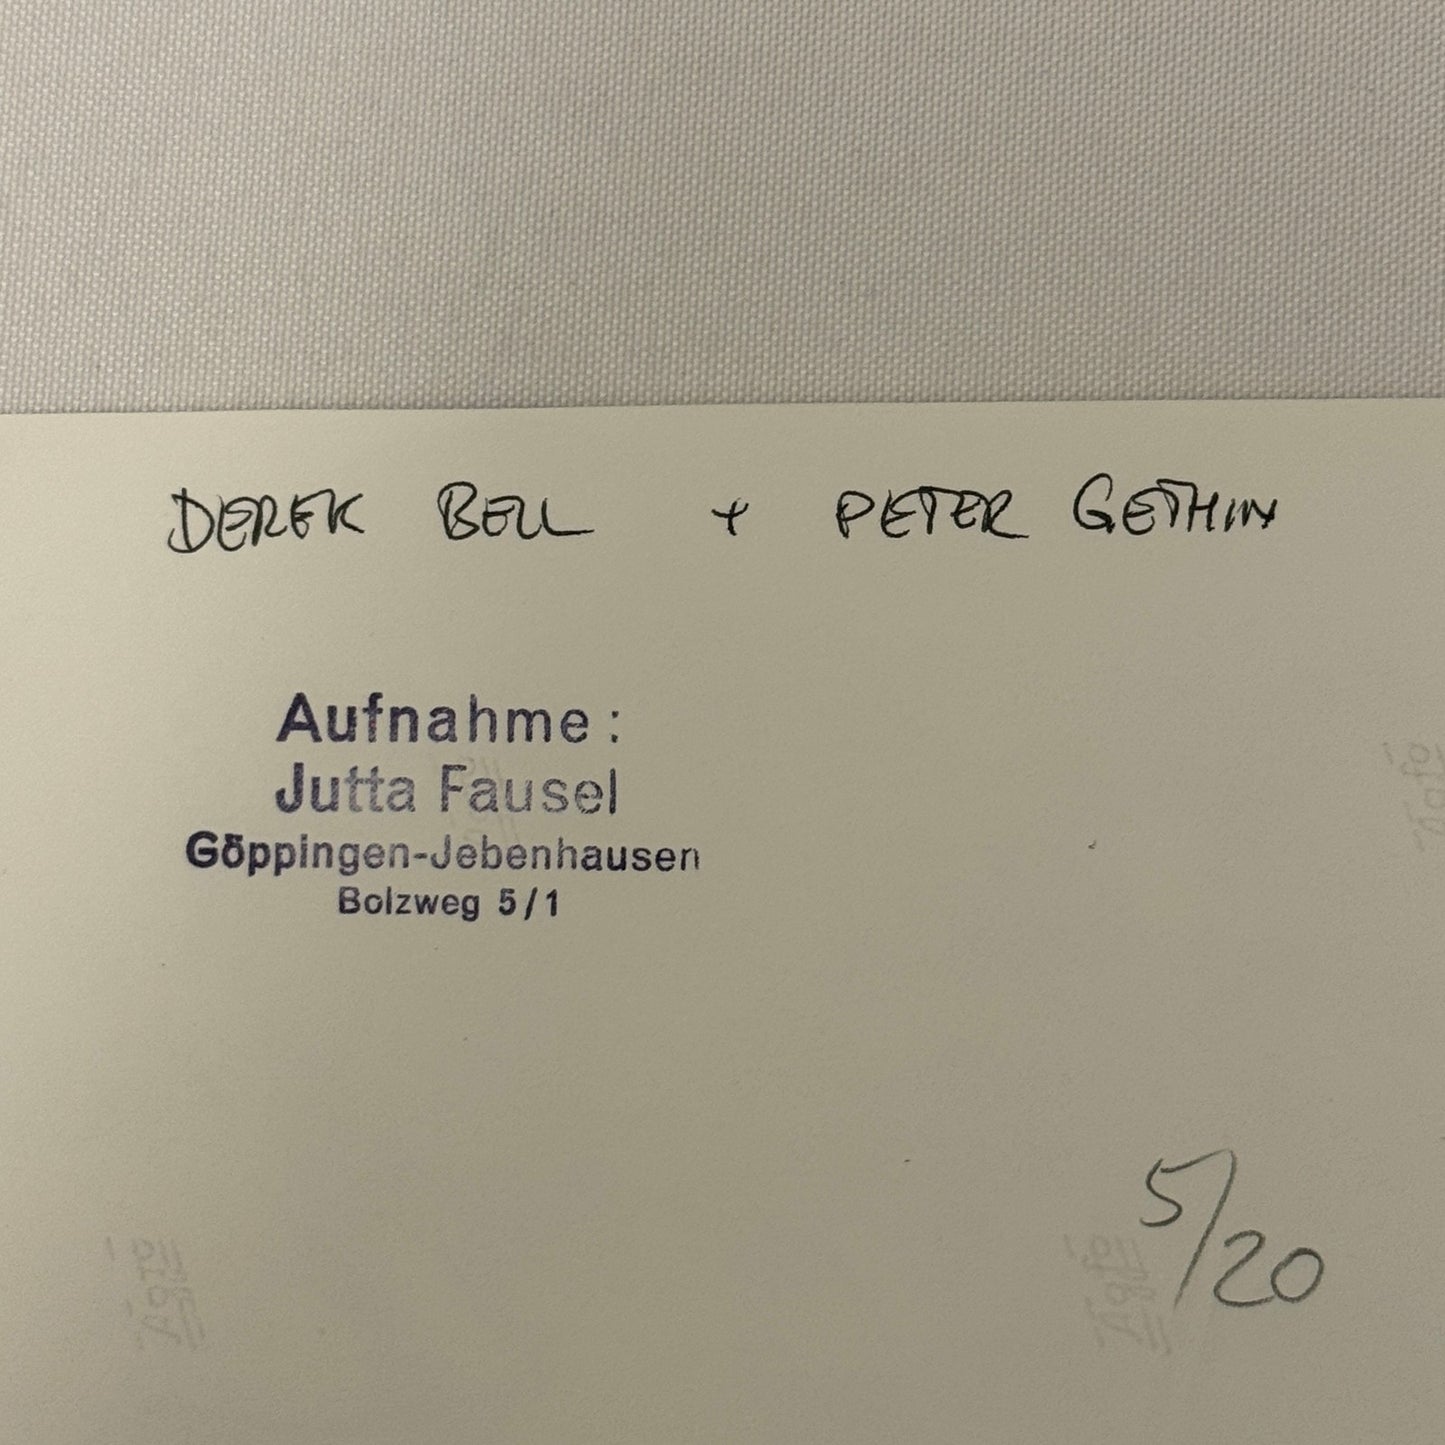 DEREK BELL + PETER GETHIN
Aufnahme:
Jutta Fausel
Göppingen-Jebenhausen
Bolzweg 5/1
5/20